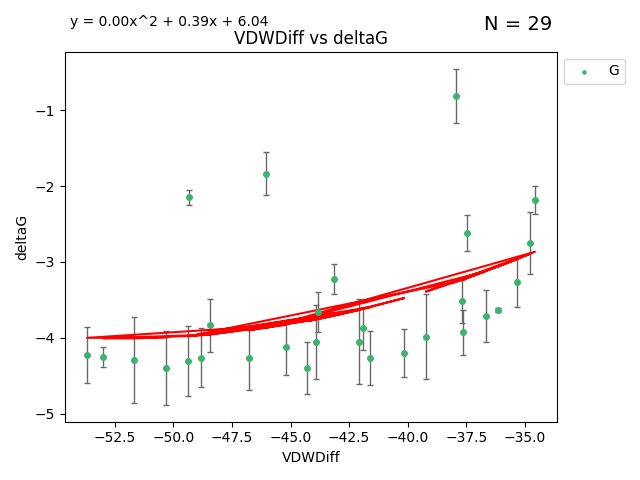 y = 0.00x^2 + 0.39x + 6.04
N = 29
VDWDiff vs deltaG
G
−1
−2
−3
−4
−5
deltaG
−52.5 −50.0 −47.5 −45.0 −42.5 −40.0 −37.5 −35.0
VDWDiff